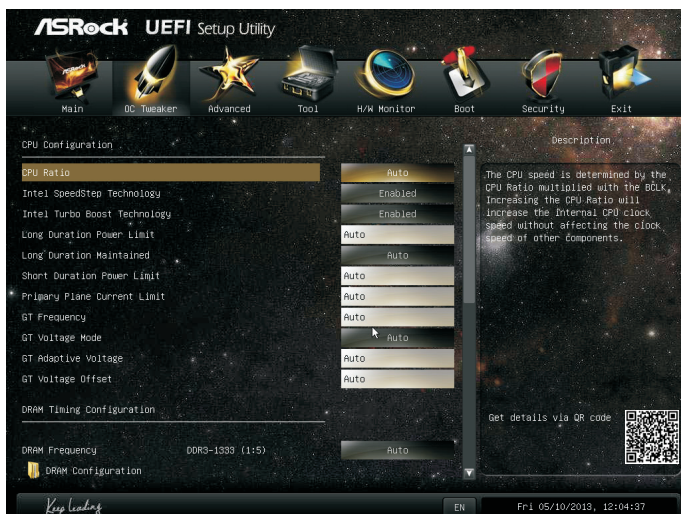 ASRock UEFI Setup Utility
Main OC Tweaker Advanced Tool H/W Monitor Boot Security Exit
CPU Configuration
CPU Ratio Auto
Intel SpeedStep Technology Enabled
Intel Turbo Boost Technology Enabled
Long Duration Power Limit Auto
Long Duration Maintained Auto
Short Duration Power Limit Auto
Primary Plane Current Limit Auto
GT Frequency Auto
GT Voltage Mode Auto
GT Adaptive Voltage Auto
GT Voltage Offset Auto
DRAM Timing Configuration
DRAM Frequency DDR3-1333 (1:5) Auto
DRAM Configuration
Description
The CPU speed is determined by the
CPU Ratio multiplied with the BCLK.
Increasing the CPU Ratio will
increase the internal CPU clock
speed without affecting the clock
speed of other components.
Get details via QR code
Keep Leading
EN
Fri 05/10/2013, 12:04:37